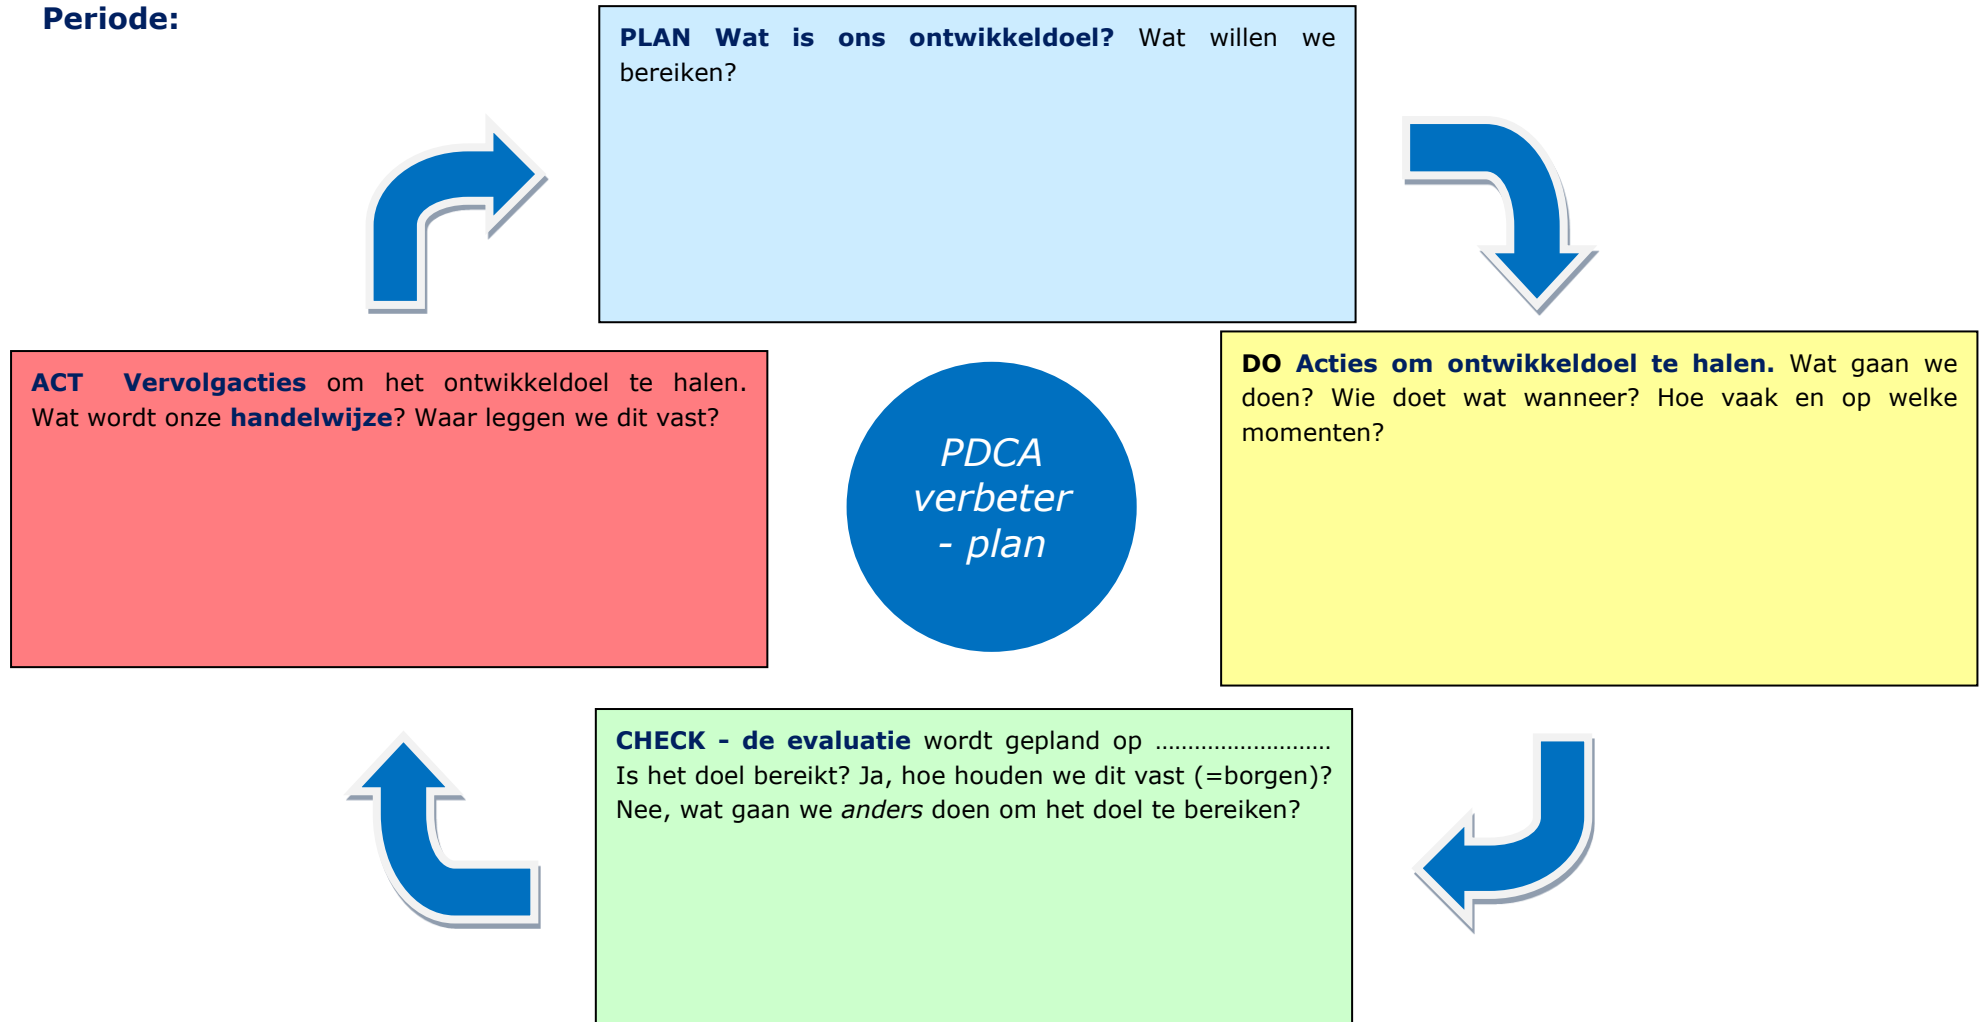 Periode:
PLAN Wat is ons ontwikkeldoel? Wat willen we
bereiken?
ACT Vervolgacties om het ontwikkeldoel te halen.
Wat wordt onze handelwijze? Waar leggen we dit vast?
PDCA
verbeter
- plan
DO Acties om ontwikkeldoel te halen. Wat gaan we
doen? Wie doet wat wanneer? Hoe vaak en op welke
momenten?
CHECK – de evaluatie wordt gepland op ………………………
Is het doel bereikt? Ja, hoe houden we dit vast (=borgen)?
Nee, wat gaan we anders doen om het doel te bereiken?